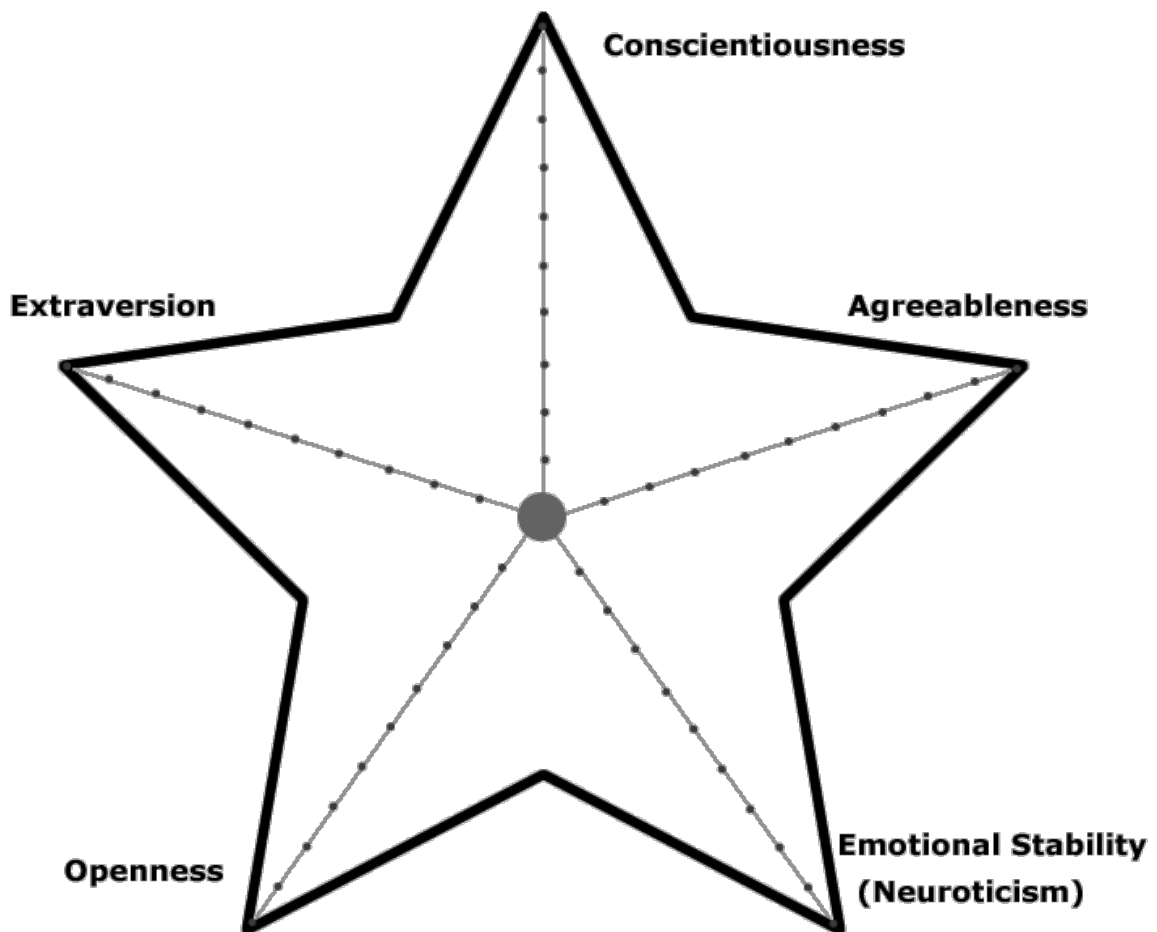 Conscientiousness
Extraversion
Agreeableness
Openness
Emotional Stability
(Neuroticism)